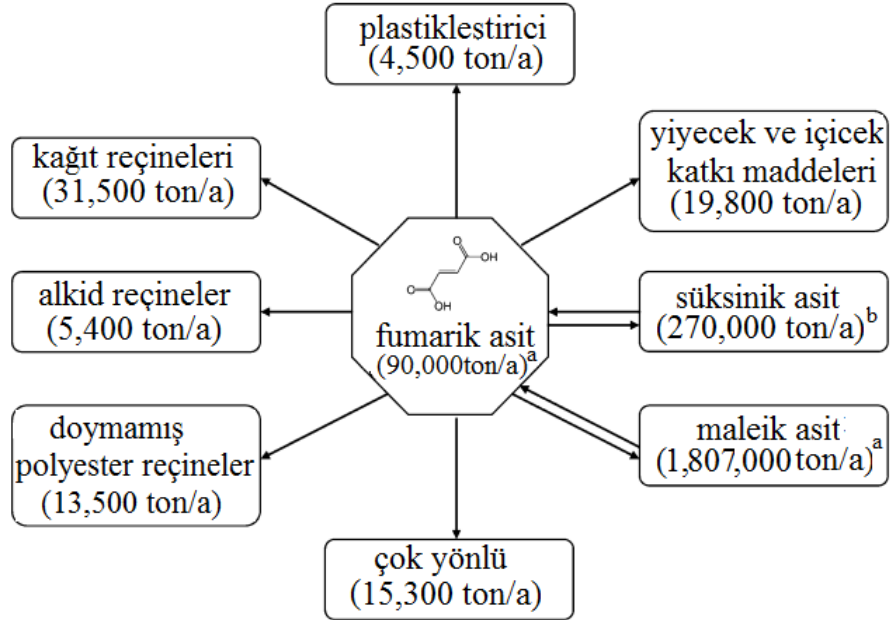 plastikleştirici
(4,500 ton/a)
yiyecek ve içicek
katkı maddeleri
(19,800 ton/a)
kağıt reçineleri
(31,500 ton/a)
O
OH
O
OH
fumarik asit
(90,000ton/a)a
alkid reçineler
(5,400 ton/a)
süksinik asit
(270,000 ton/a)b
doymamış
polyester reçineler
(13,500 ton/a)
maleik asit
(1,807,000 ton/a)a
çok yönlü
(15,300 ton/a)